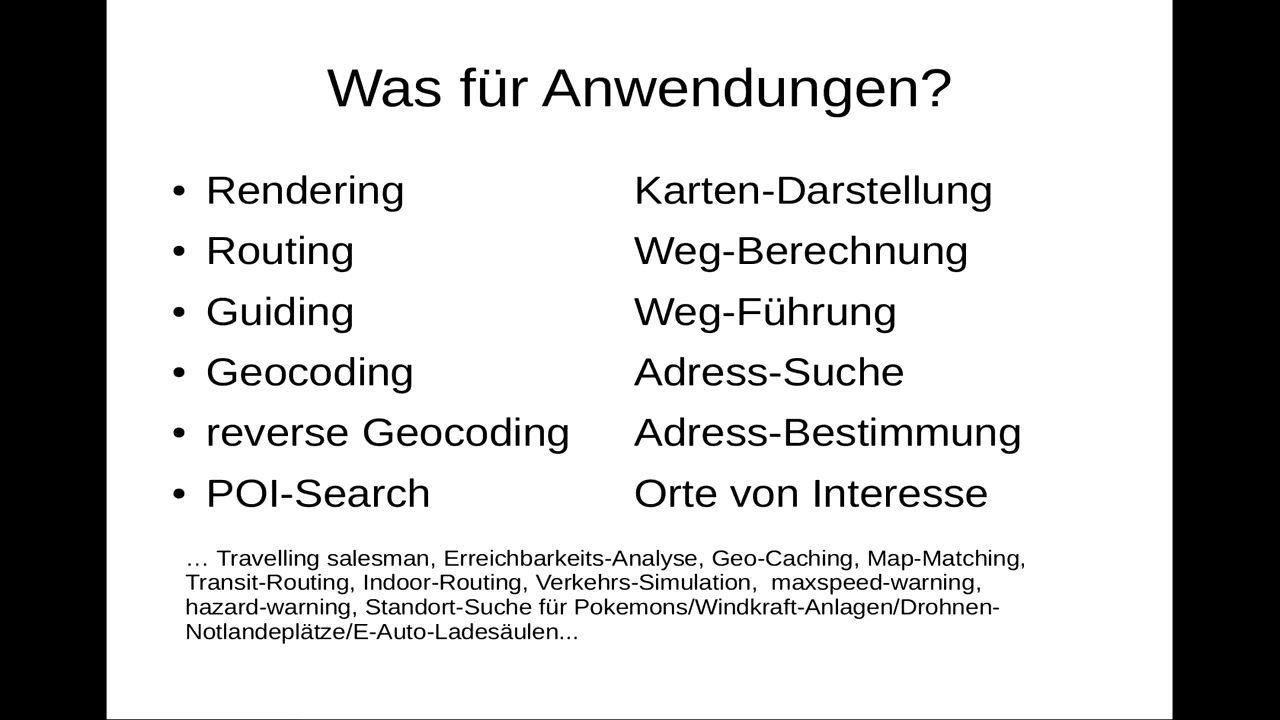 Was für Anwendungen?
• Rendering Karten-Darstellung
• Routing Weg-Berechnung
• Guiding Weg-Führung
• Geocoding Adress-Suche
• reverse Geocoding Adress-Bestimmung
• POI-Search Orte von Interesse
… Travelling salesman, Erreichbarkeits-Analyse, Geo-Caching, Map-Matching,
Transit-Routing, Indoor-Routing, Verkehrs-Simulation,  maxspeed-warning,
hazard-warning, Standort-Suche für Pokemons/Windkraft-Anlagen/Drohnen-
Notlandeplätze/E-Auto-Ladesäulen...